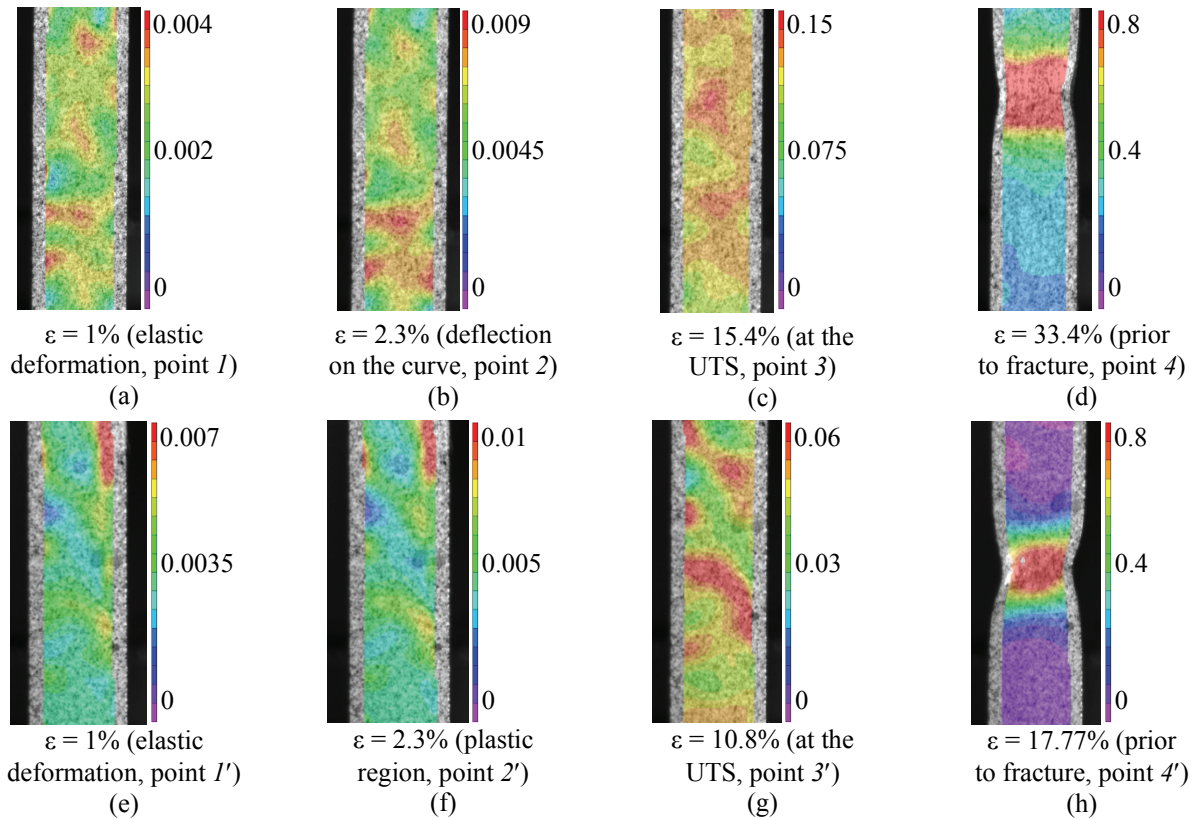 0.004
0.002
0
ε = 1% (elastic
deformation, point 1)
(a)
0.009
0.0045
0
ε = 2.3% (deflection
on the curve, point 2)
(b)
0.15
0.075
0
ε = 15.4% (at the
UTS, point 3)
(c)
0.8
0.4
0
ε = 33.4% (prior
to fracture, point 4)
(d)
0.007
0.0035
0
ε = 1% (elastic
deformation, point 1′)
(e)
0.01
0.005
0
ε = 2.3% (plastic
region, point 2′)
(f)
0.06
0.03
0
ε = 10.8% (at the
UTS, point 3′)
(g)
0.8
0.4
0
ε = 17.77% (prior
to fracture, point 4′)
(h)